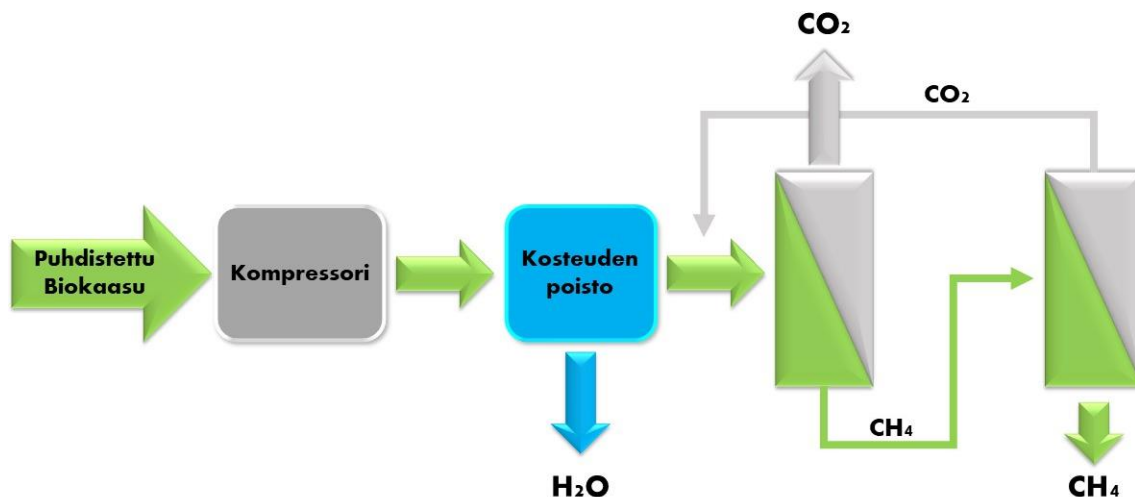 CO₂
CO₂
Puhdistettu
Biokaasu
Kompressori
Kosteuden
poisto
CH₄
H₂O
CH₄